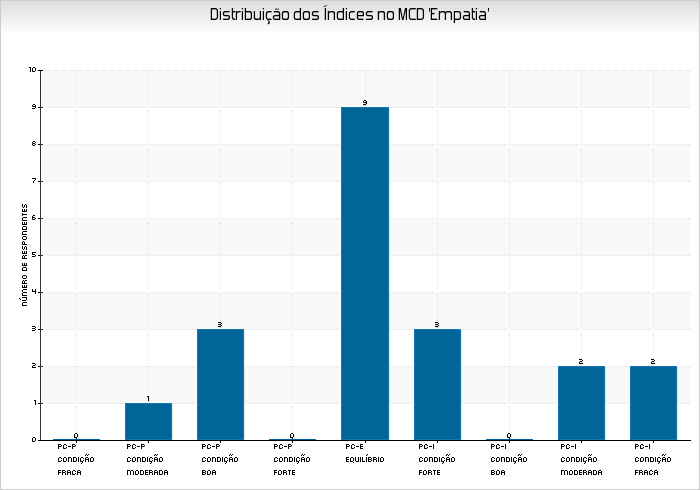 Distribuição dos Índices no MCD 'Empatia'
NÚMERO DE RESPONDENTES
10
9
8
7
6
5
4
3
2
1
0
0
1
3
0
9
3
0
2
2
PC-P CONDIÇÃO FRACA
PC-P CONDIÇÃO MODERADA
PC-P CONDIÇÃO BOA
PC-P CONDIÇÃO FORTE
PC-E EQUILÍBRIO
PC-I CONDIÇÃO FORTE
PC-I CONDIÇÃO BOA
PC-I CONDIÇÃO MODERADA
PC-I CONDIÇÃO FRACA